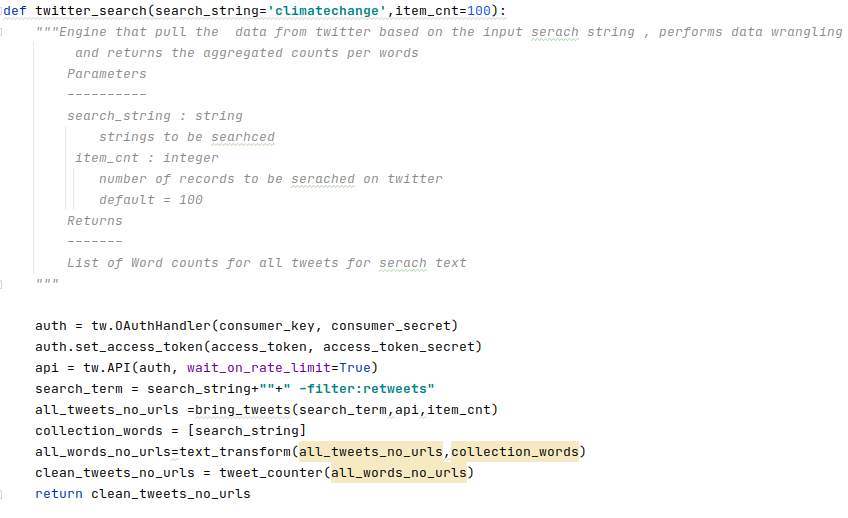 def twitter_search(search_string='climatechange',item_cnt=100):
"""Engine that pull the  data from twitter based on the input serach string , performs data wrangling
and returns the aggregated counts per words
Parameters
----------
search_string : string
strings to be searhced
item_cnt : integer
number of records to be serached on twitter
default = 100
Returns
-------
List of Word counts for all tweets for serach text
"""
auth = tw.OAuthHandler(consumer_key, consumer_secret)
auth.set_access_token(access_token, access_token_secret)
api = tw.API(auth, wait_on_rate_limit=True)
search_term = search_string+""+" -filter:retweets"
all_tweets_no_urls =bring_tweets(search_term,api,item_cnt)
collection_words = [search_string]
all_words_no_urls=text_transform(all_tweets_no_urls,collection_words)
clean_tweets_no_urls = tweet_counter(all_words_no_urls)
return clean_tweets_no_urls